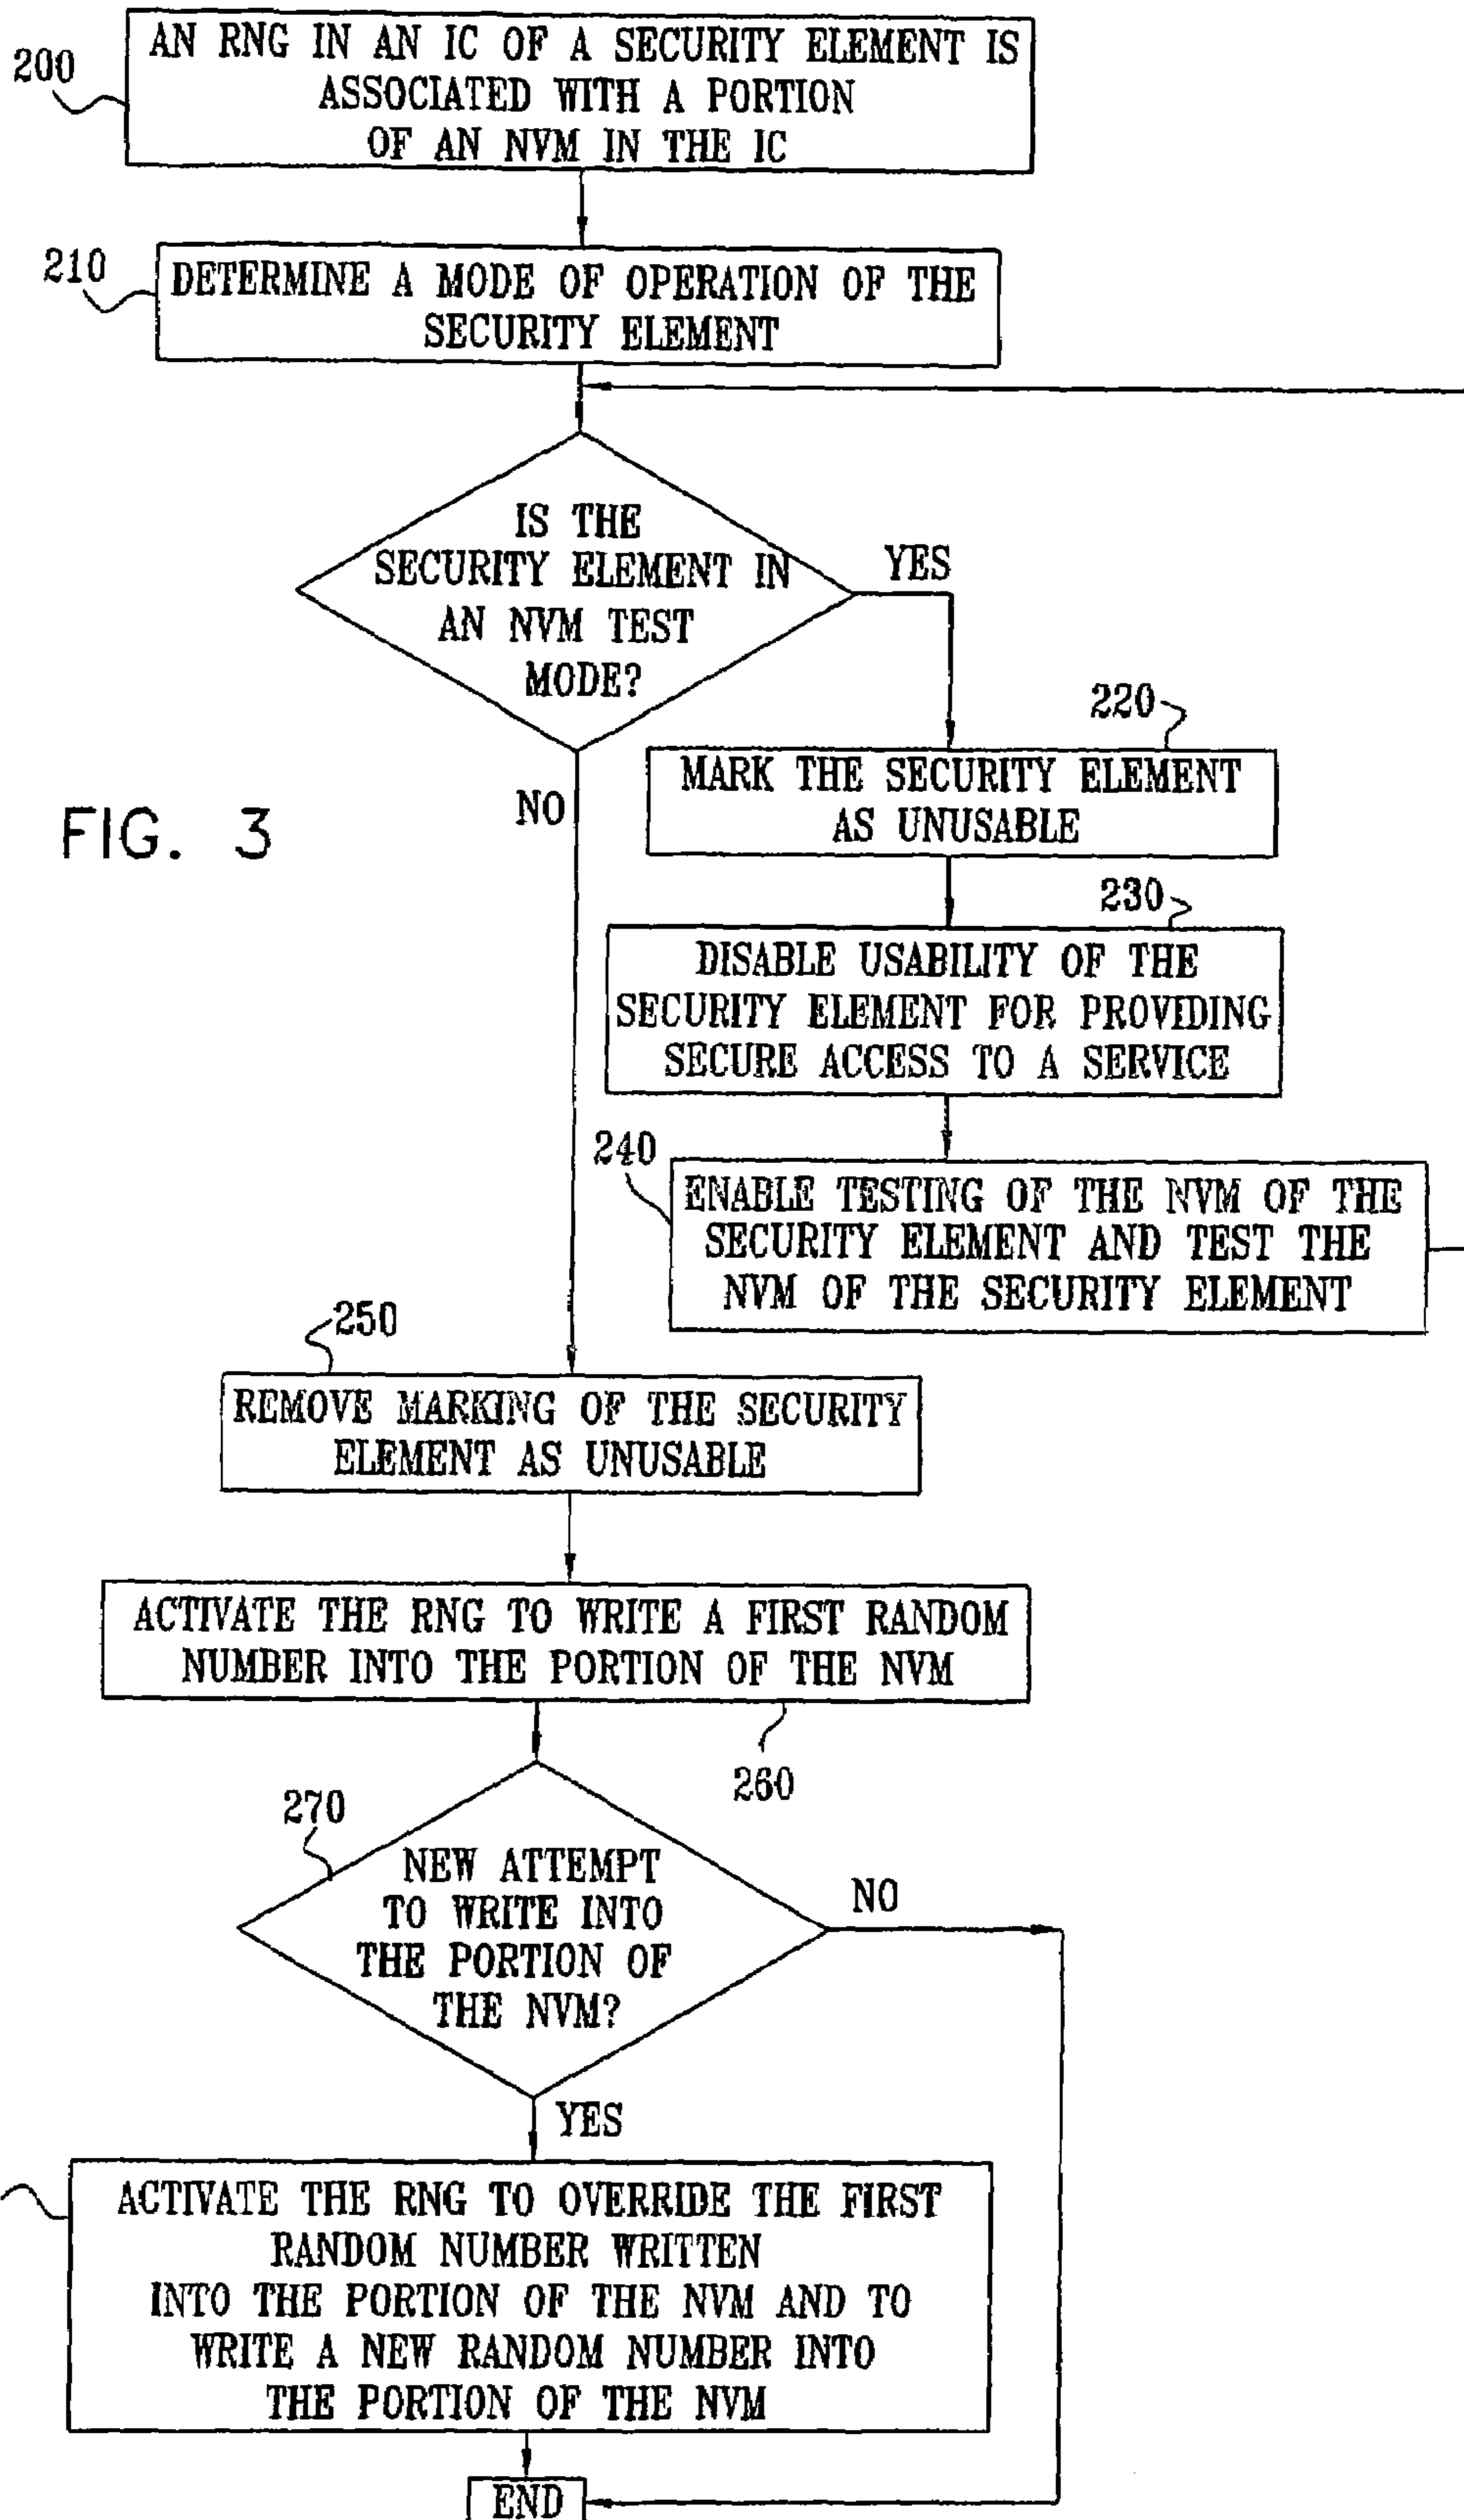 200
AN RNG IN AN IC OF A SECURITY ELEMENT IS
ASSOCIATED WITH A PORTION
OF AN NVM IN THE IC
210
DETERMINE A MODE OF OPERATION OF THE
SECURITY ELEMENT
IS THE
SECURITY ELEMENT IN
AN NVM TEST
MODE?
YES
NO
FIG. 3
220
MARK THE SECURITY ELEMENT
AS UNUSABLE
230
DISABLE USABILITY OF THE
SECURITY ELEMENT FOR PROVIDING
SECURE ACCESS TO A SERVICE
240
ENABLE TESTING OF THE NVM OF THE
SECURITY ELEMENT AND TEST THE
NVM OF THE SECURITY ELEMENT
250
REMOVE MARKING OF THE SECURITY
ELEMENT AS UNUSABLE
ACTIVATE THE RNG TO WRITE A FIRST RANDOM
NUMBER INTO THE PORTION OF THE NVM
260
270
NEW ATTEMPT
TO WRITE INTO
THE PORTION OF
THE NVM?
NO
YES
ACTIVATE THE RNG TO OVERRIDE THE FIRST
RANDOM NUMBER WRITTEN
INTO THE PORTION OF THE NVM AND TO
WRITE A NEW RANDOM NUMBER INTO
THE PORTION OF THE NVM
END